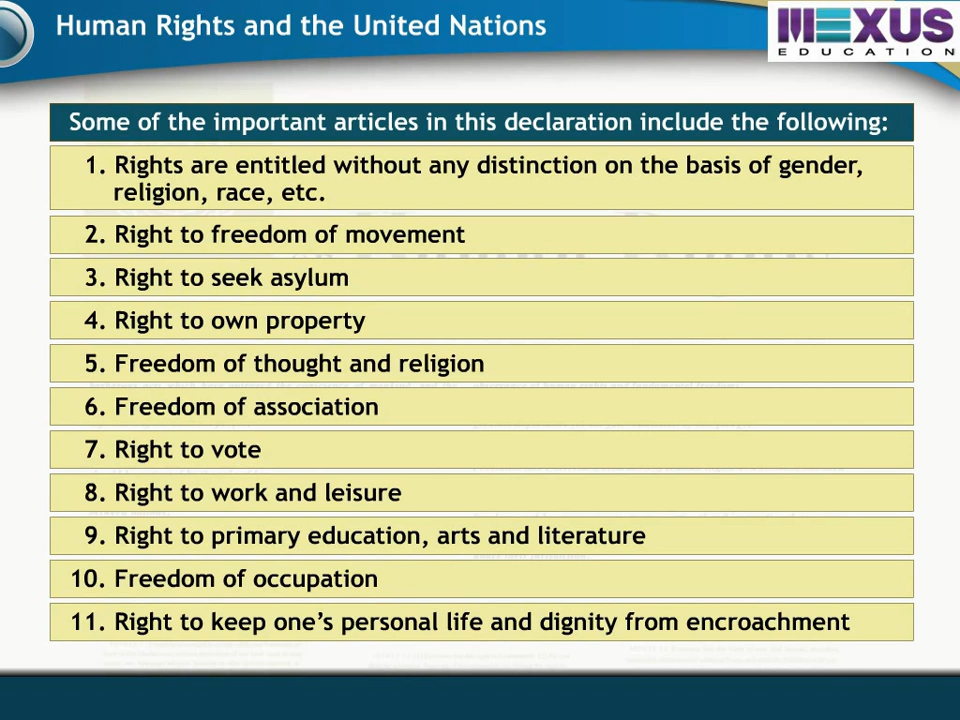 Human Rights and the United Nations
MEXUS
EDUCATION
Some of the important articles in this declaration include the following:
1. Rights are entitled without any distinction on the basis of gender,
religion, race, etc.
2. Right to freedom of movement
3. Right to seek asylum
4. Right to own property
5. Freedom of thought and religion
6. Freedom of association
7. Right to vote
8. Right to work and leisure
9. Right to primary education, arts and literature
10. Freedom of occupation
11. Right to keep one’s personal life and dignity from encroachment